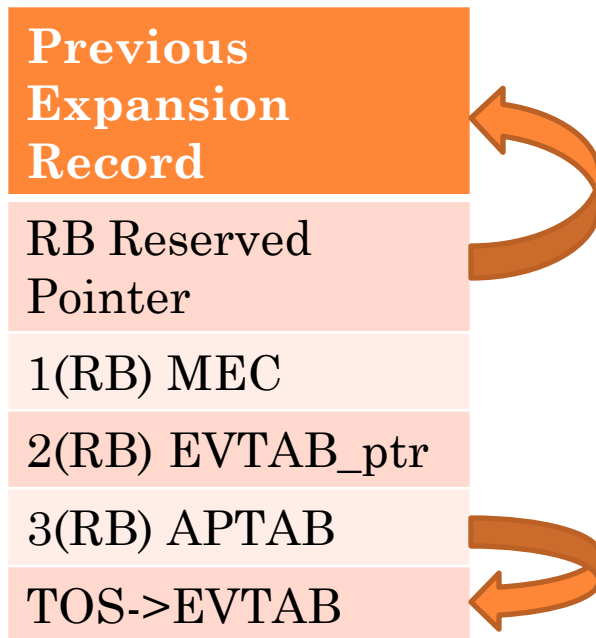 Previous
Expansion
Record
RB Reserved
Pointer
1(RB) MEC
2(RB) EVTAB_ptr
3(RB) APTAB
TOS->EVTAB